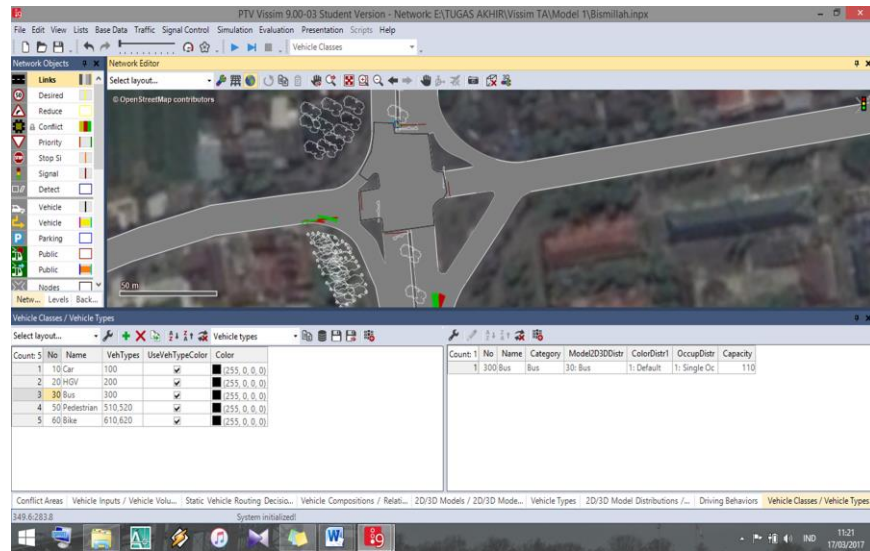 PTV Vissim 9.00-03 Student Version - Network: E:\TUGAS AKHIR\Vissim TA\Model 1\Bismillah.inpx
File Edit View Lists Base Data Traffic Signal Control Simulation Evaluation Presentation Scripts Help
Vehicle Classes
Network Objects
Network Editor
Links
Select layout...
Desired
Reduce
Conflict
Priority
Stop Si
Signal
Detect
Vehicle
Vehicle
Parking
Public
Public
Nodes
Netw... Levels Back...
© OpenStreetMap contributors
50 m
Vehicle Classes / Vehicle Types
Select layout... Vehicle types
Count: 5 No Name VehTypes UseVehTypeColor Color
1 10 Car 100 (255, 0, 0, 0)
2 20 HGV 200 (255, 0, 0, 0)
3 30 Bus 300 (255, 0, 0, 0)
4 50 Pedestrian 510,520 (255, 0, 0, 0)
5 60 Bike 610,620 (255, 0, 0, 0)
Count: 1 No Name Category Model2D3DDistr ColorDistr1 OccupDistr Capacity
1 300 Bus Bus 30: Bus 1: Default 1: Single Oc 110
Conflict Areas Vehicle Inputs / Vehicle Volu... Static Vehicle Routing Decisio... Vehicle Compositions / Relati... 2D/3D Models / 2D/3D Mode... Vehicle Types 2D/3D Model Distributions /... Driving Behaviors Vehicle Classes / Vehicle Types
349.6:283.8 System initialized!
IND 11:21
17/03/2017